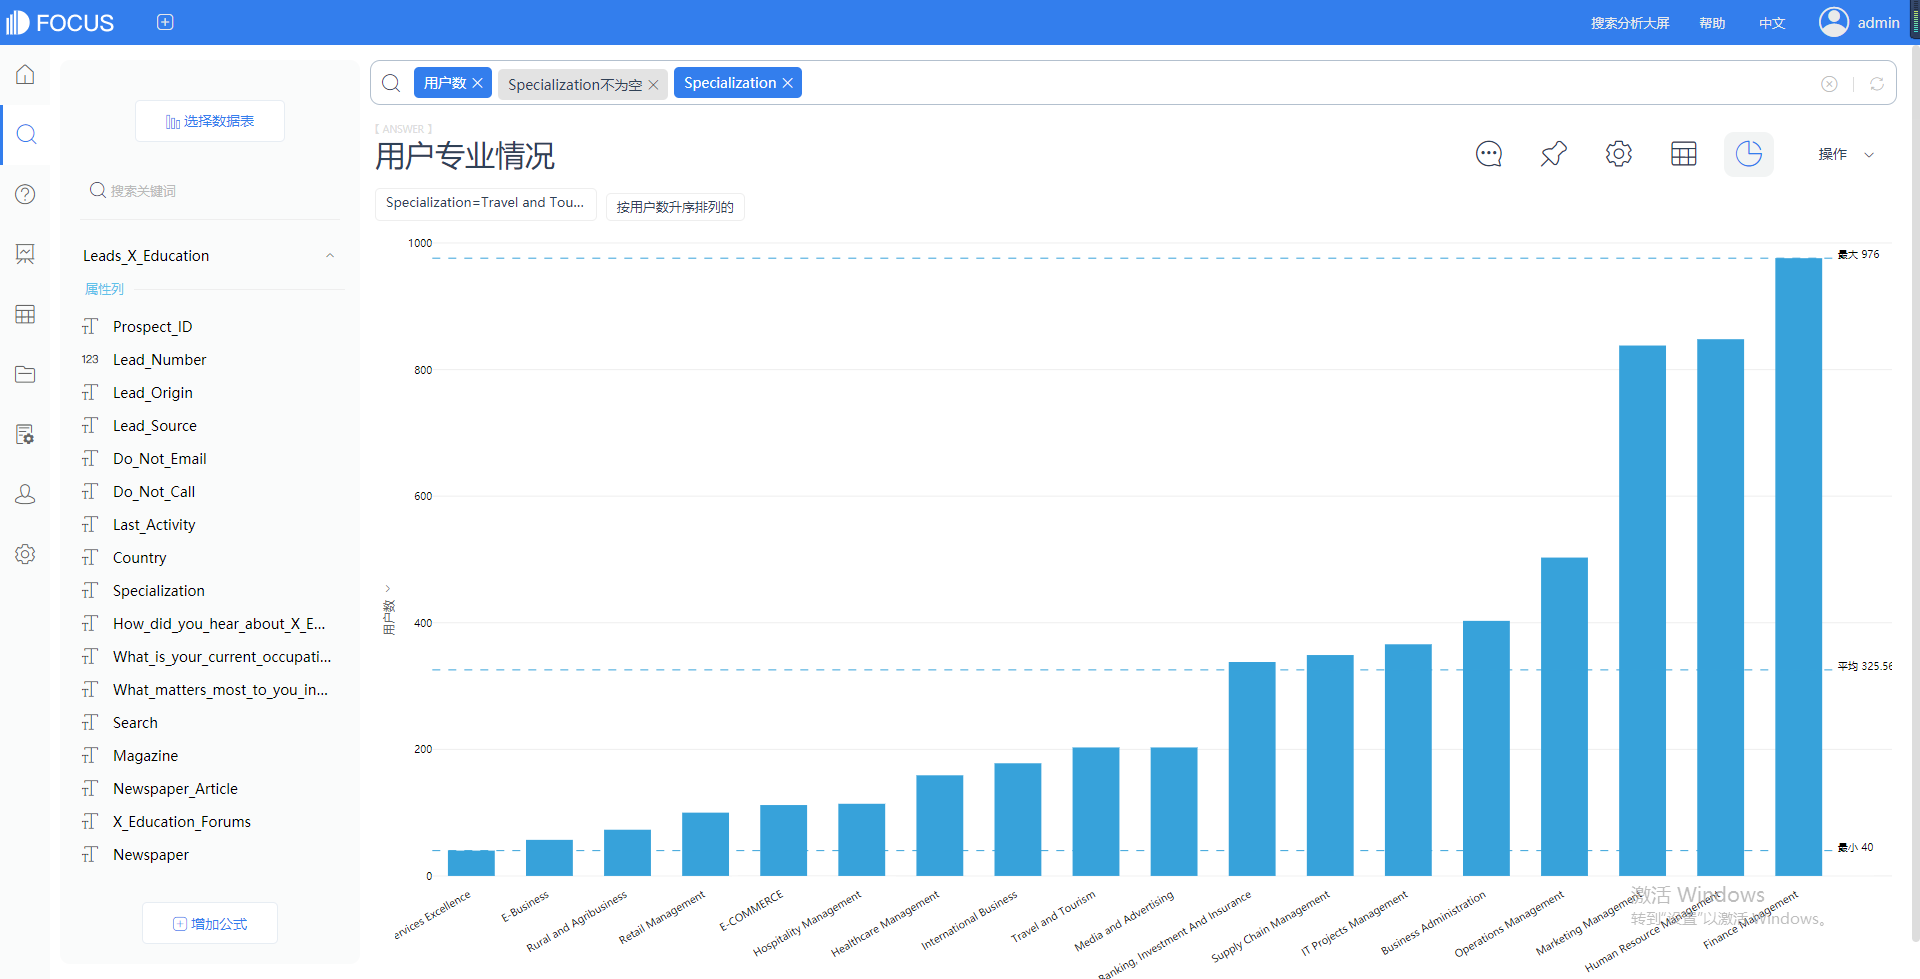 FOCUS
搜索分析大屏
帮助
中文
admin
选择数据表
搜索关键词
Leads_X_Education
属性列
Prospect_ID
123 Lead_Number
Lead_Origin
Lead_Source
Do_Not_Email
Do_Not_Call
Last_Activity
Country
Specialization
How_did_you_hear_about_X_E...
What_is_your_current_occupati...
What_matters_most_to_you_in...
Search
Magazine
Newspaper_Article
X_Education_Forums
Newspaper
增加公式
用户数
Specialization不为空
Specialization
[ ANSWER ]
用户专业情况
操作
Specialization=Travel and Tou...
按用户数升序排列的
1000
800
600
400
200
0
用户数
最大 976
平均 325.56
最小 40
ervices Excellence
E-Business
Rural and Agribusiness
Retail Management
E-COMMERCE
Hospitality Management
Healthcare Management
International Business
Travel and Tourism
Media and Advertising
Banking, Investment And Insurance
Supply Chain Management
IT Projects Management
Business Administration
Operations Management
Marketing Management
Human Resource Management
Finance Management
激活 Windows
转到"设置"以激活 Windows。